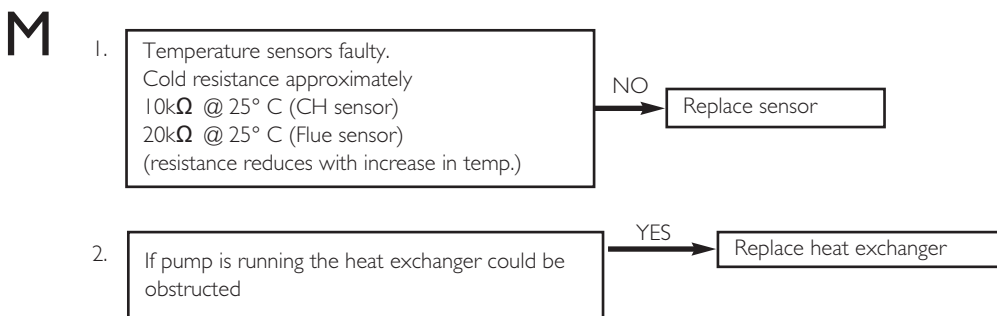 M
1.
Temperature sensors faulty.
Cold resistance approximately
10kΩ @ 25° C (CH sensor)
20kΩ @ 25° C (Flue sensor)
(resistance reduces with increase in temp.)
NO
Replace sensor
2.
If pump is running the heat exchanger could be
obstructed
YES
Replace heat exchanger